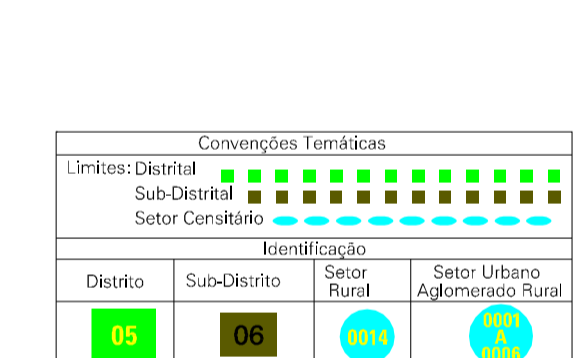 Convenções Temáticas
Limites: Distrital
Sub-Distrital
Setor Censitário
Identificação
Distrito
Sub-Distrito
Setor
Rural
Setor Urbano
Aglomerado Rural
05
06
0014
0001
A
0006